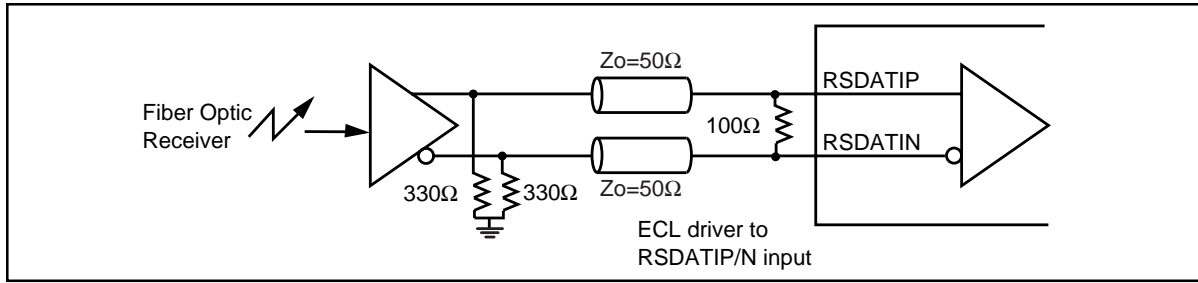 Zo=50Ω
RSDATIP
Fiber Optic
Receiver
100Ω
RSDATIN
330Ω
330Ω
Zo=50Ω
ECL driver to
RSDATIP/N input